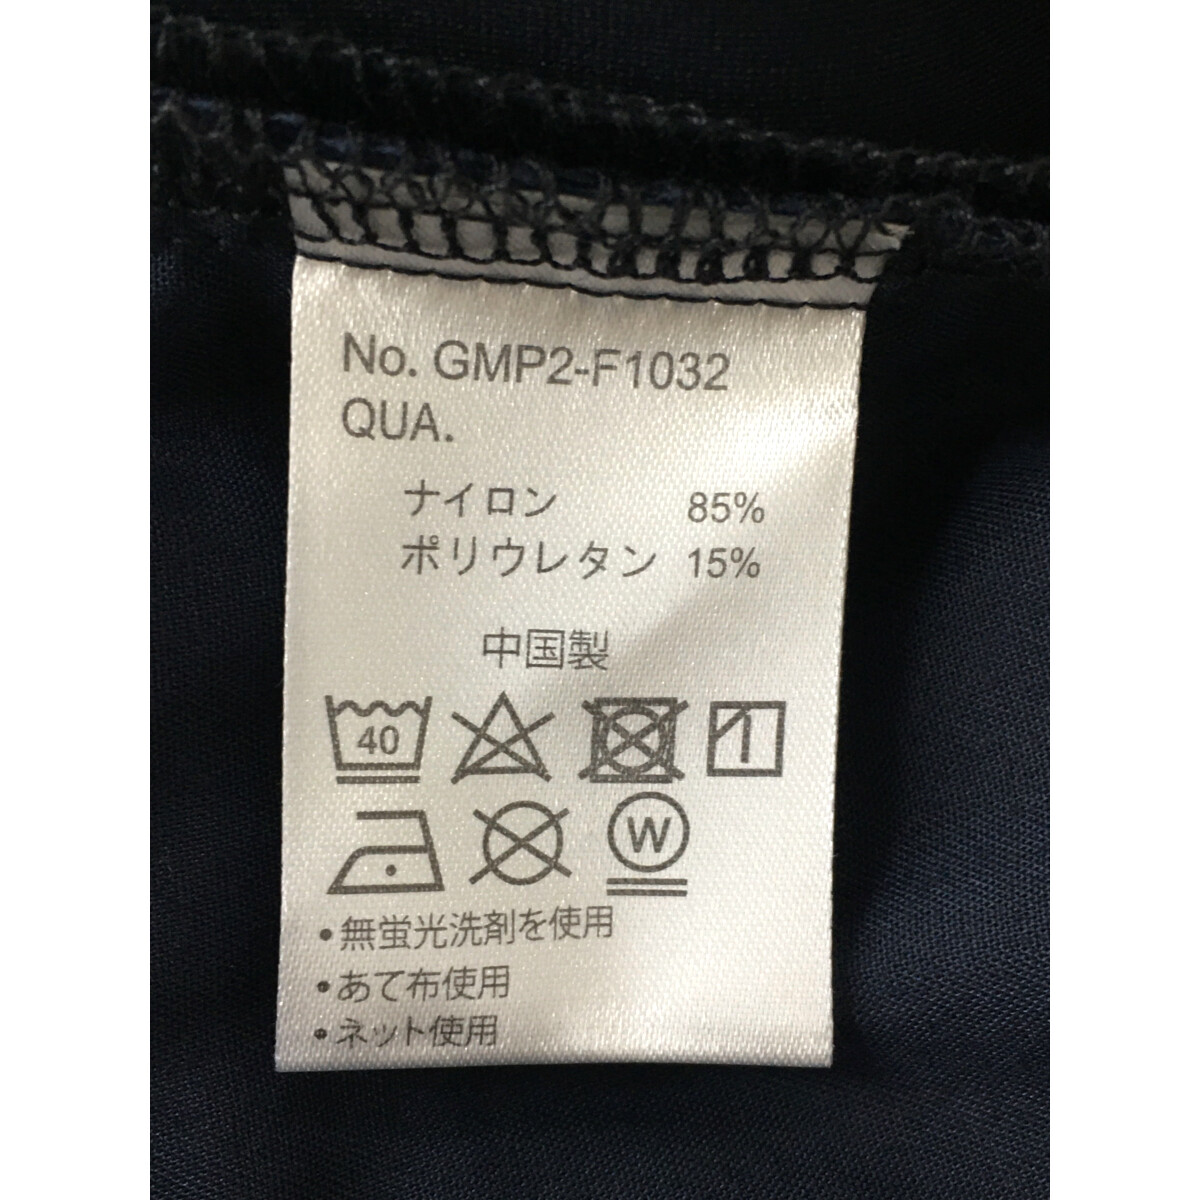 No. GMP2-F1032
QUA.
ナイロン 85%
ポリウレタン 15%
中国製
40
W
•無蛍光洗剤を使用
•あて布使用
•ネット使用